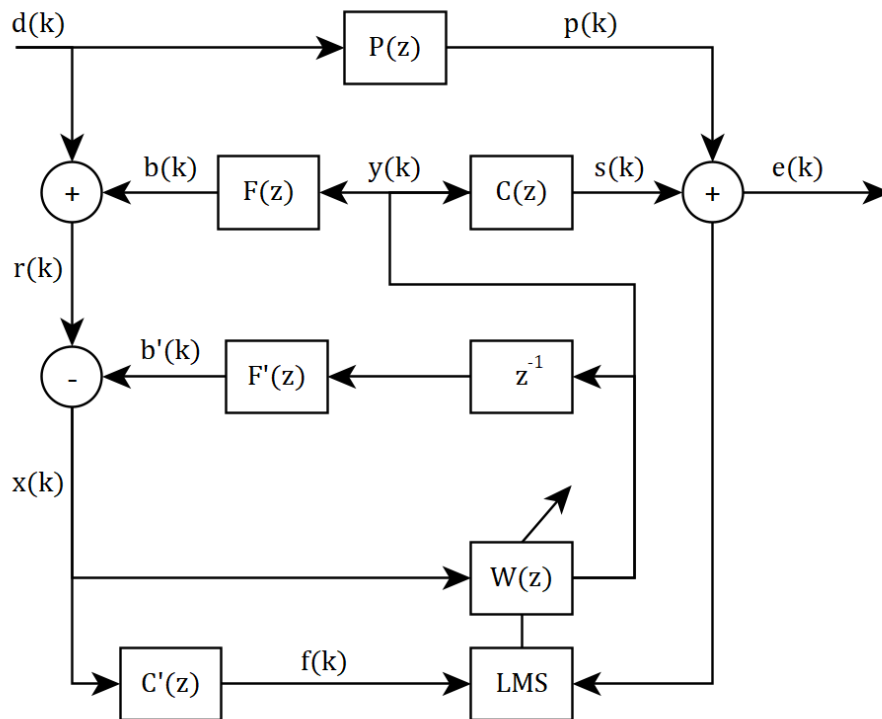 d(k)
P(z)
p(k)
b(k)
F(z)
y(k)
C(z)
s(k)
e(k)
+
+
r(k)
b'(k)
F'(z)
z⁻¹
-
x(k)
W(z)
C'(z)
f(k)
LMS